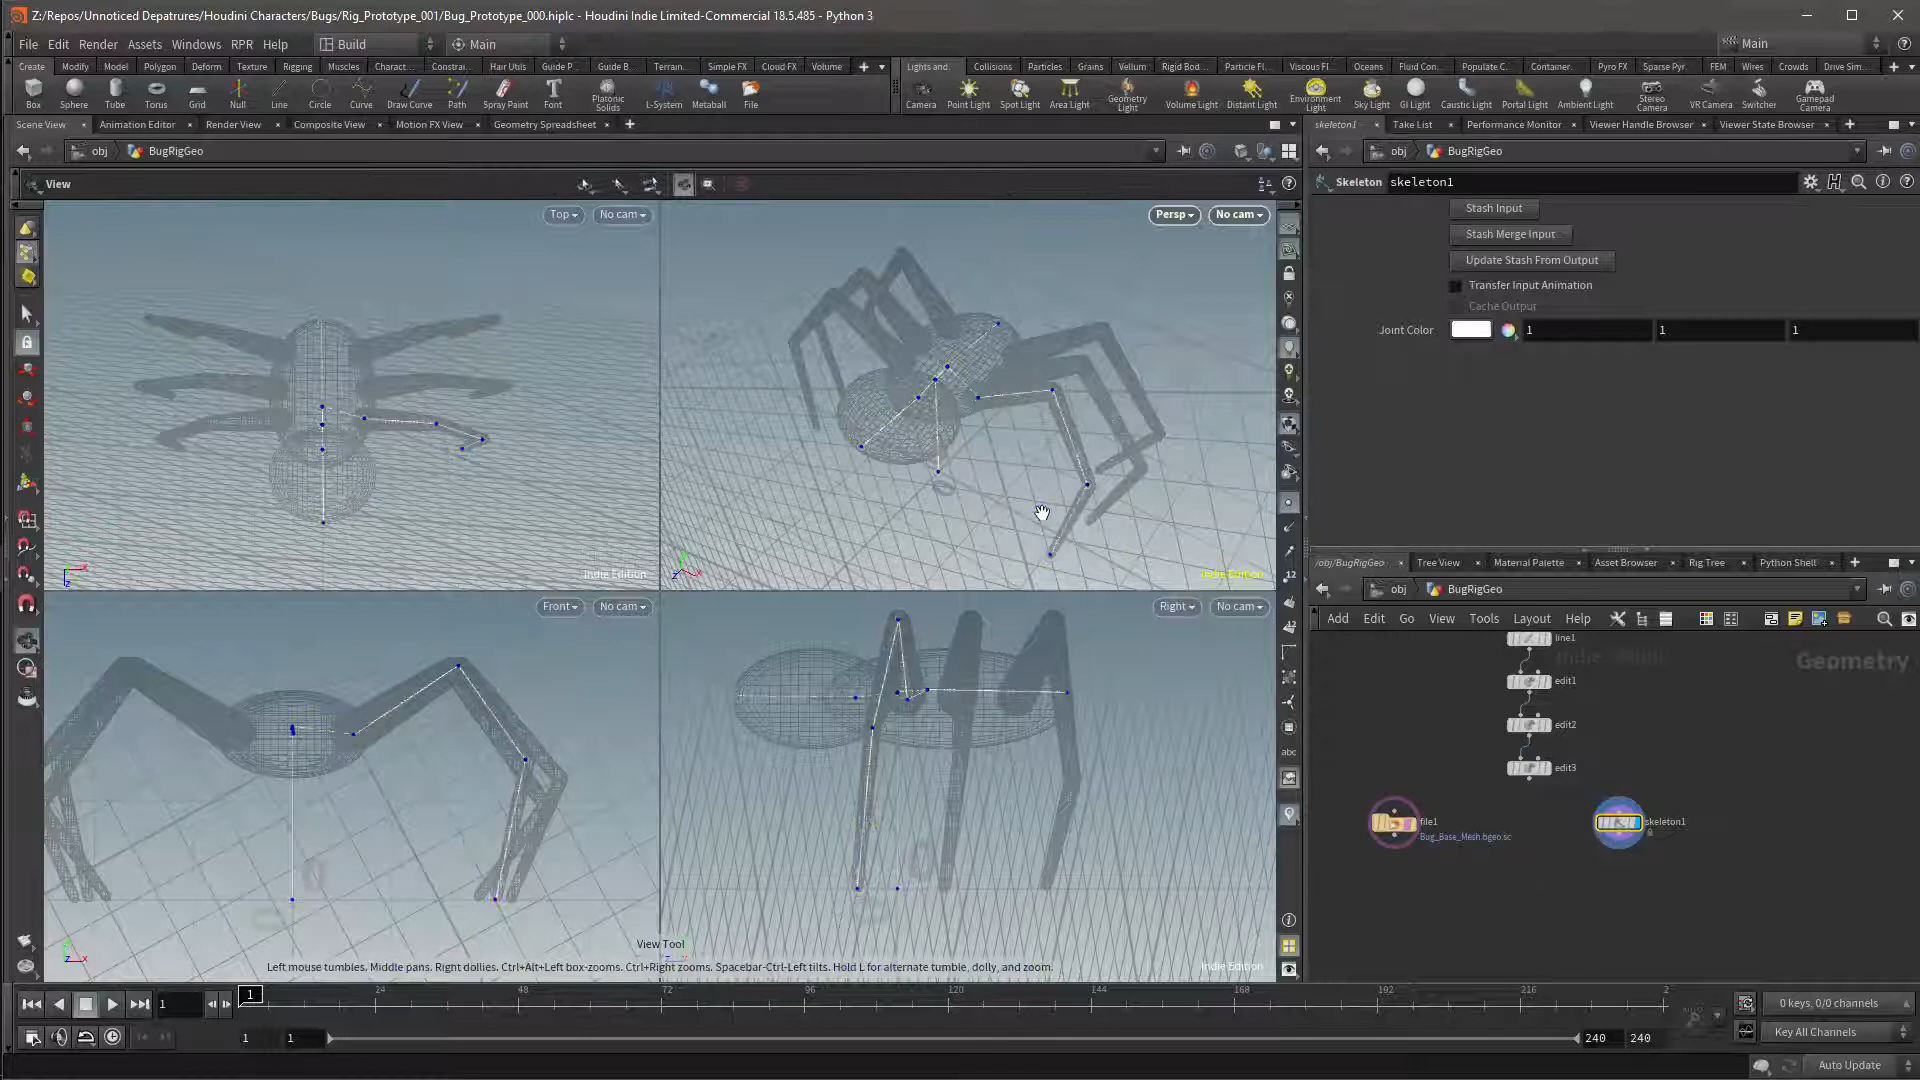 Z:/Repos/Unnoticed Depatrures/Houdini Characters/Bugs/Rig_Prototype_001/Bug_Prototype_000.hiplc - Houdini Indie Limited-Commercial 18.5.485 - Python 3
File Edit Render Assets Windows RPR Help Build Main Main
Create Modify Model Polygon Deform Texture Rigging Muscles Charact... Constrai... Hair Utils Guide P... Guide B... Terrain... Simple FX Cloud FX Volume Lights and... Collisions Particles Grains Vellum Rigid Bod... Particle Fl... Viscous Fl... Oceans Fluid Con... Populate C... Container... Pyro FX Sparse Pyr... FEM Wires Crowds Drive Sim...
Box Sphere Tube Torus Grid Null Line Circle Curve Draw Curve Path Spray Paint Font Platonic Solids L-System Metaball File Camera Point Light Spot Light Area Light Geometry Light Volume Light Distant Light Environment Light Sky Light GI Light Caustic Light Portal Light Ambient Light Stereo Camera VR Camera Switcher Gamepad Camera
Scene View Animation Editor Render View Composite View Motion FX View Geometry Spreadsheet
skeleton1 Take List Performance Monitor Viewer Handle Browser Viewer State Browser
obj BugRigGeo
obj BugRigGeo
View
Skeleton skeleton1
Stash Input
Stash Merge Input
Update Stash From Output
Transfer Input Animation
Cache Output
Joint Color 1 1 1
Top No cam
Persp No cam
Indie Edition
Indie Edition
Front No cam
Right No cam
abc
12
12
Indie Edition
View Tool
Left mouse tumbles. Middle pans. Right dollies. Ctrl+Alt+Left box-zooms. Ctrl+Right zooms. Spacebar-Ctrl-Left tilts. Hold L for alternate tumble, dolly, and zoom.
/obj/BugRigGeo Tree View Material Palette Asset Browser Rig Tree Python Shell
obj BugRigGeo
Add Edit Go View Tools Layout Help
line1
Geometry
edit1
edit2
edit3
file1
Bug_Base_Mesh.bgeo.sc
skeleton1
1 1 24 48 72 96 120 144 168 192 216 2
0 keys, 0/0 channels
1 1 240 240
Key All Channels
Auto Update